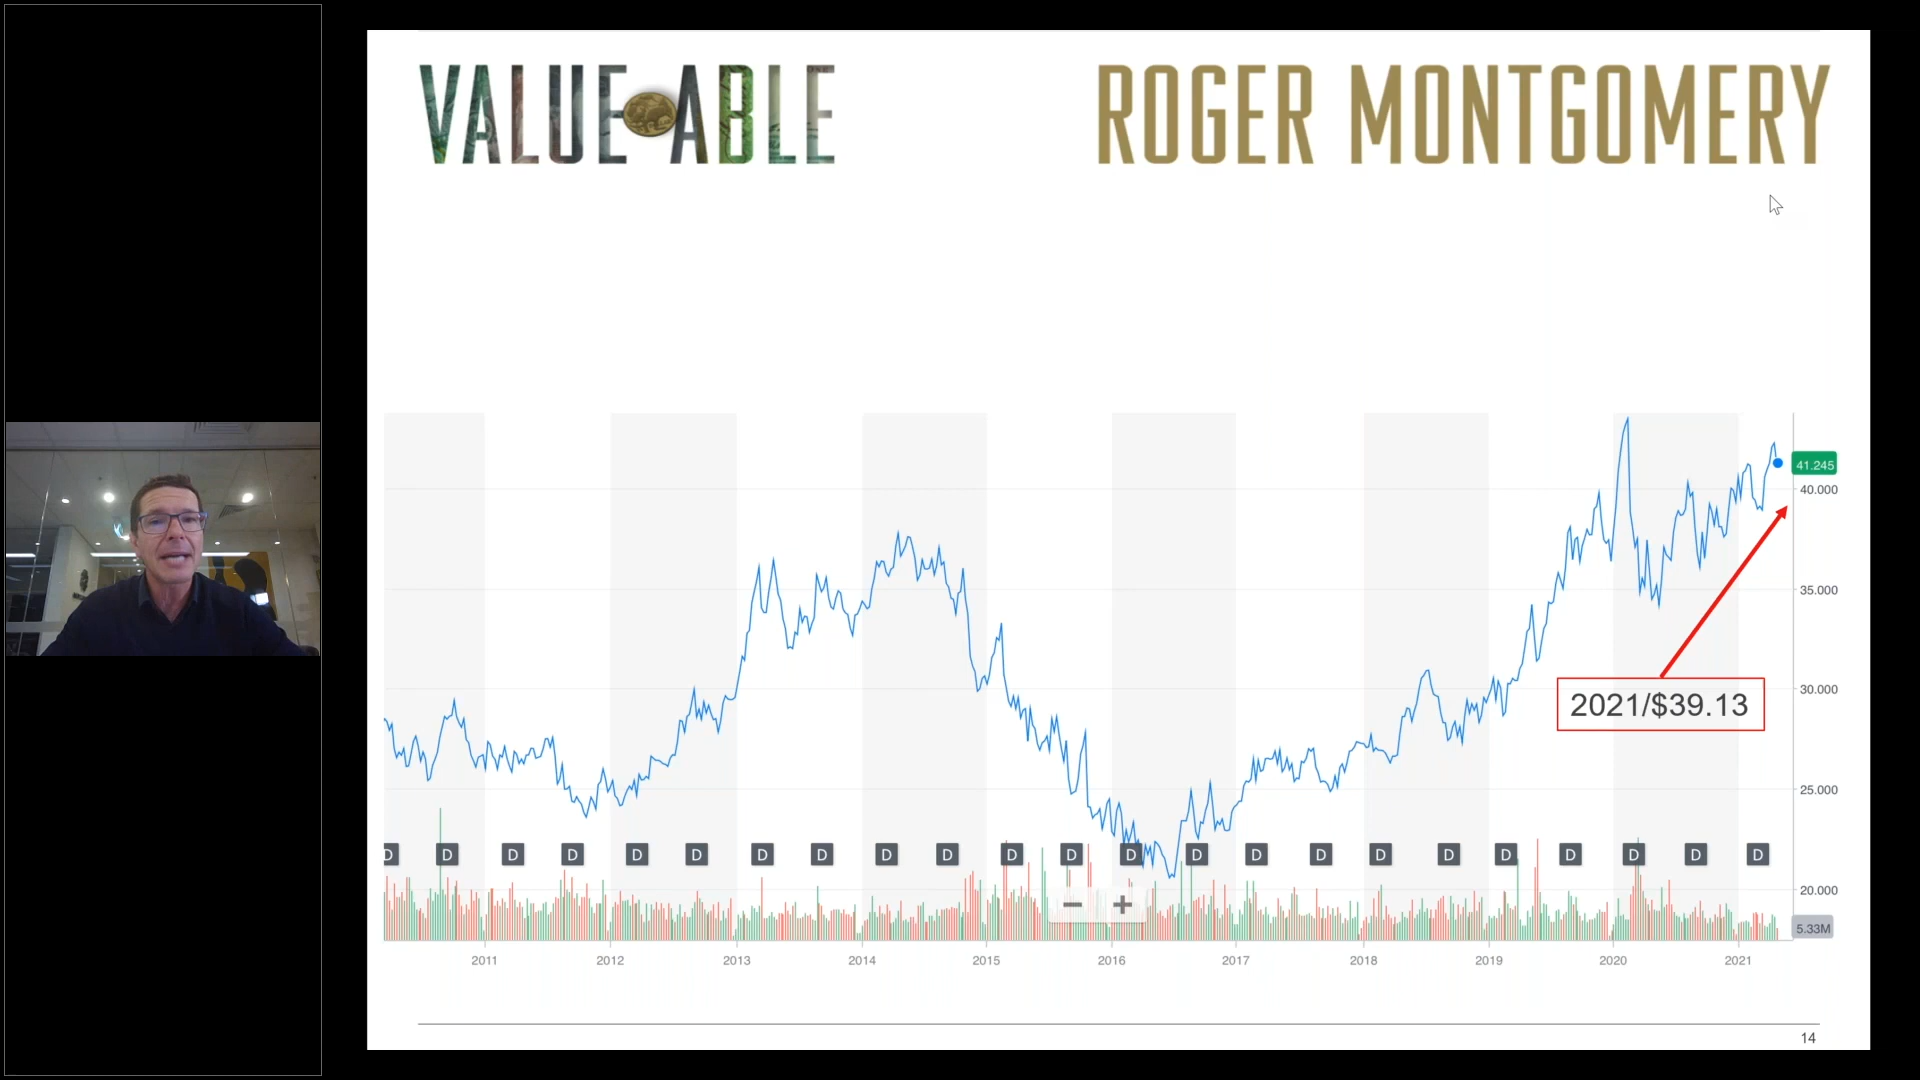 VALUE ABLE
ROGER MONTGOMERY
41.245
40.000
35.000
30.000
2021/$39.13
25.000
D D D D D D D D D D D D D D D D D D D D D D D
20.000
− +
5.33M
2011 2012 2013 2014 2015 2016 2017 2018 2019 2020 2021
14